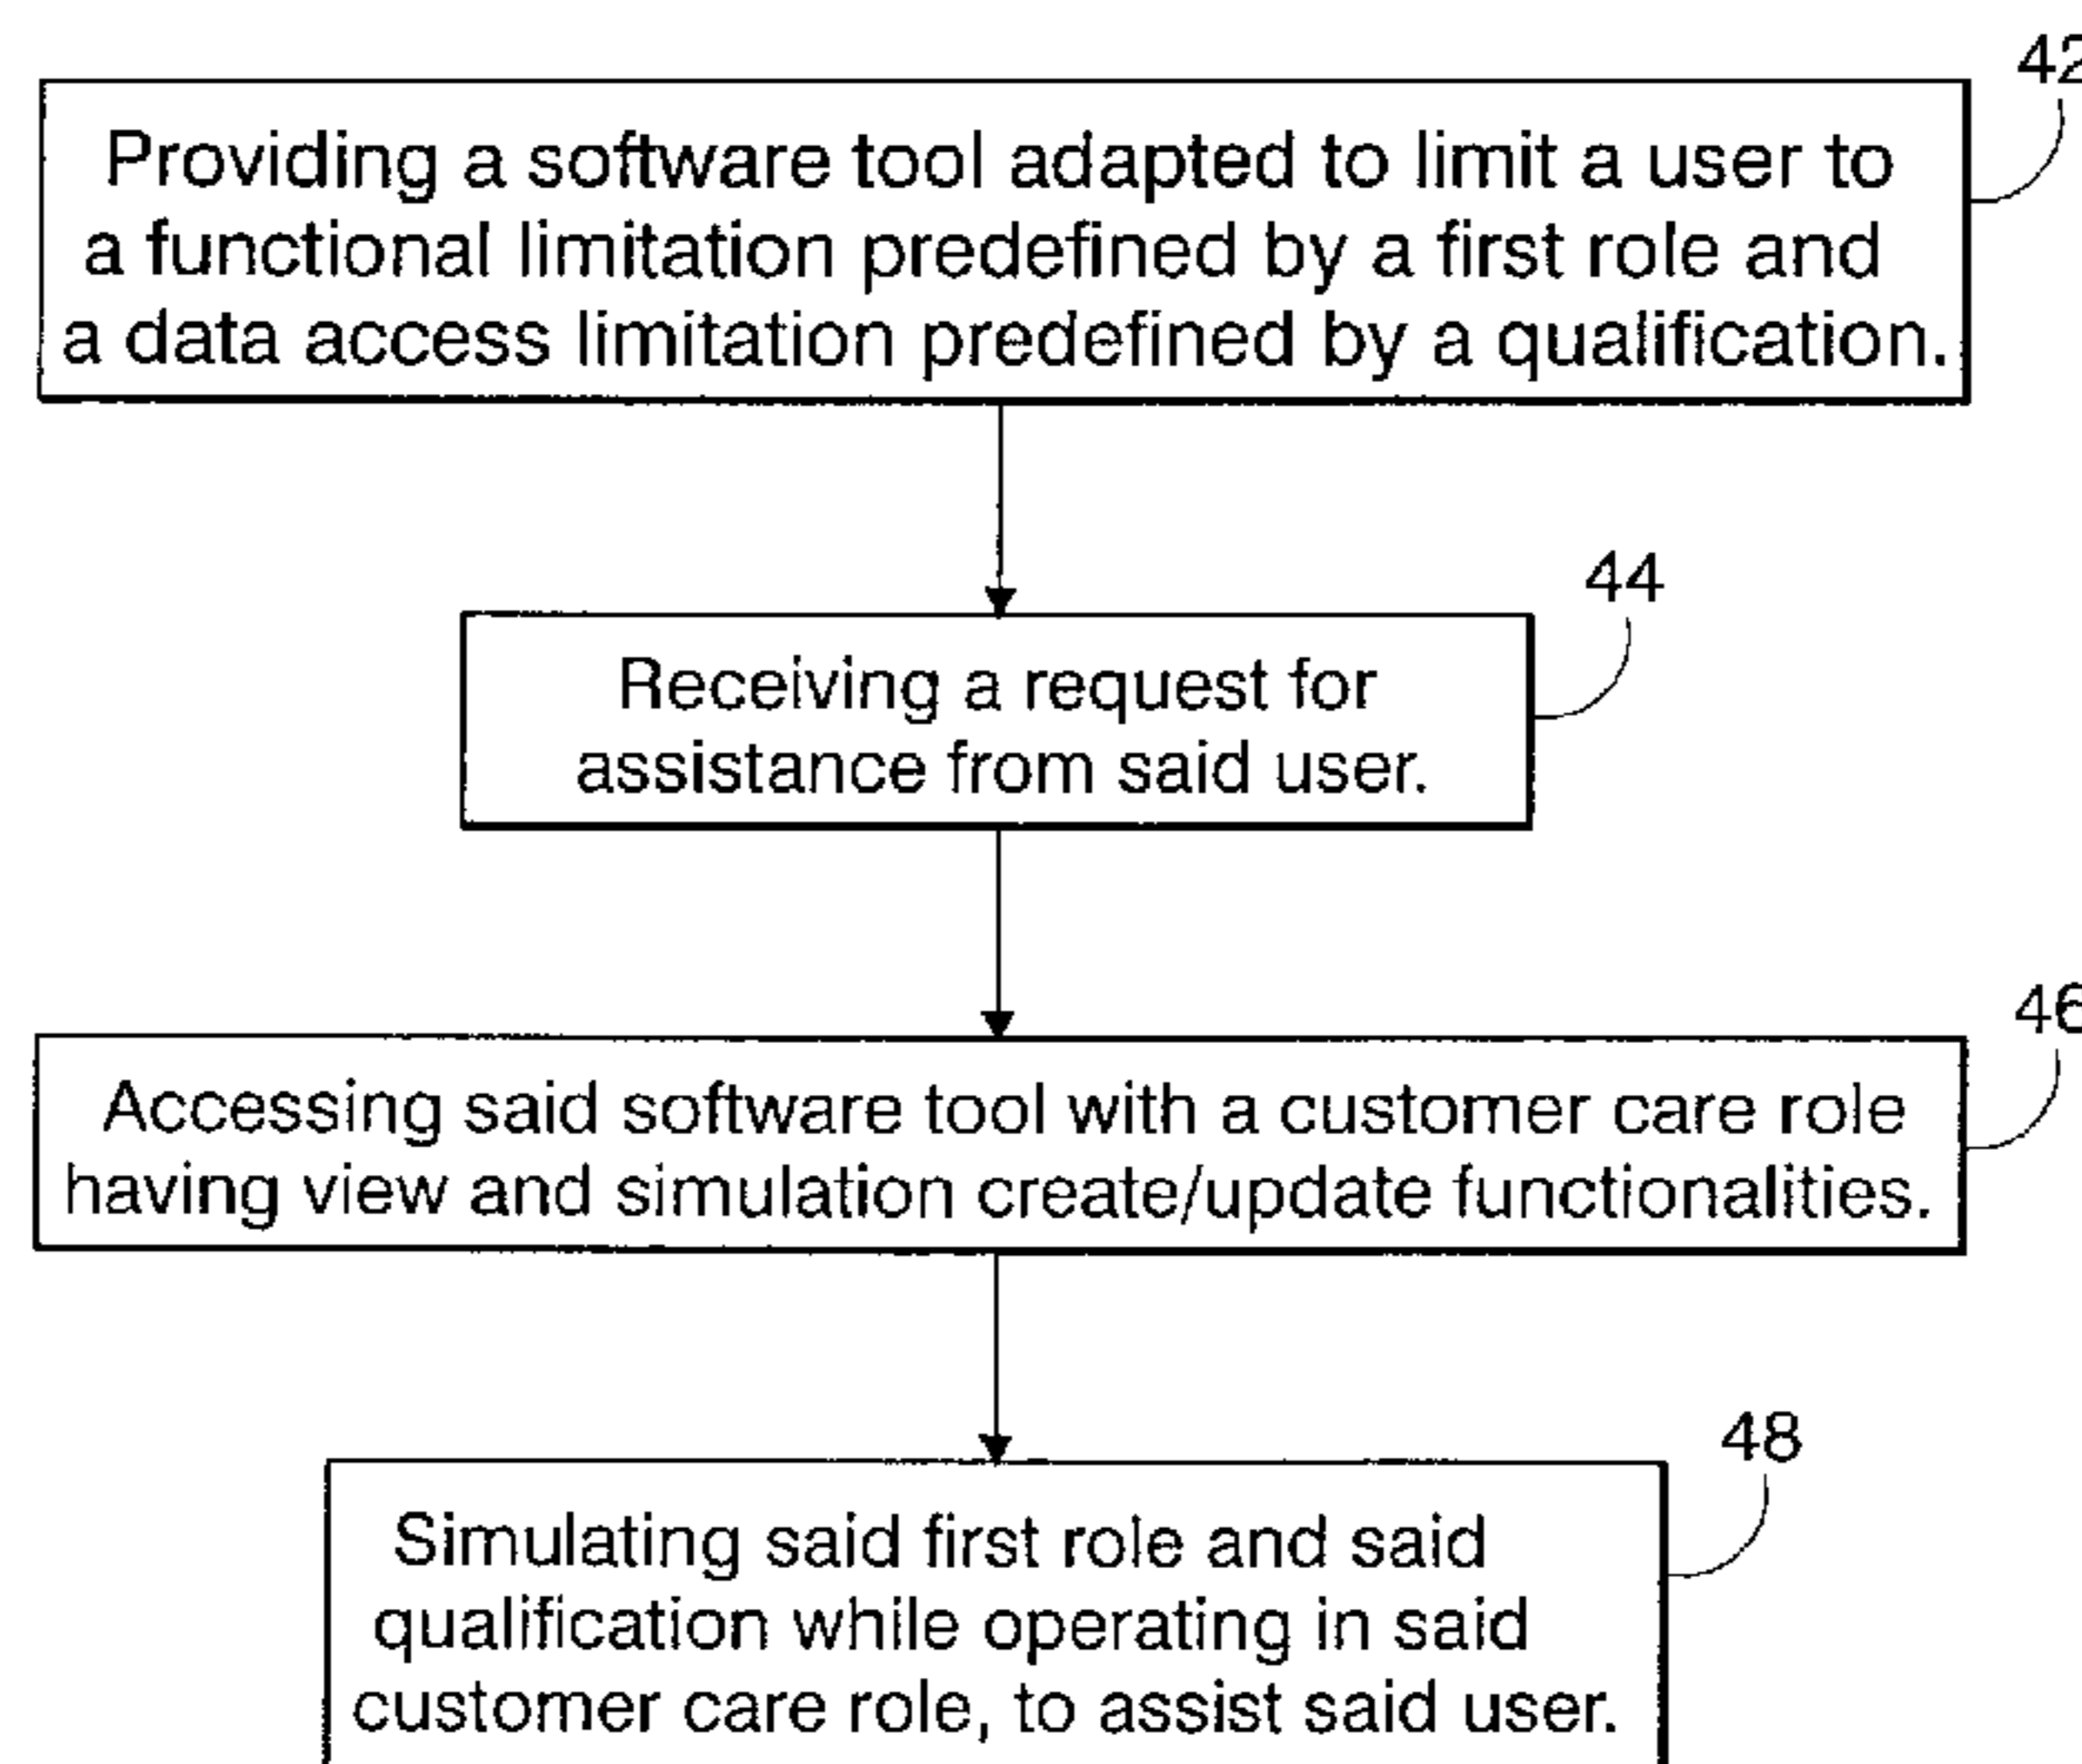 42
Providing a software tool adapted to limit a user to
a functional limitation predefined by a first role and
a data access limitation predefined by a qualification.
44
Receiving a request for
assistance from said user.
46
Accessing said software tool with a customer care role
having view and simulation create/update functionalities.
48
Simulating said first role and said
qualification while operating in said
customer care role, to assist said user.